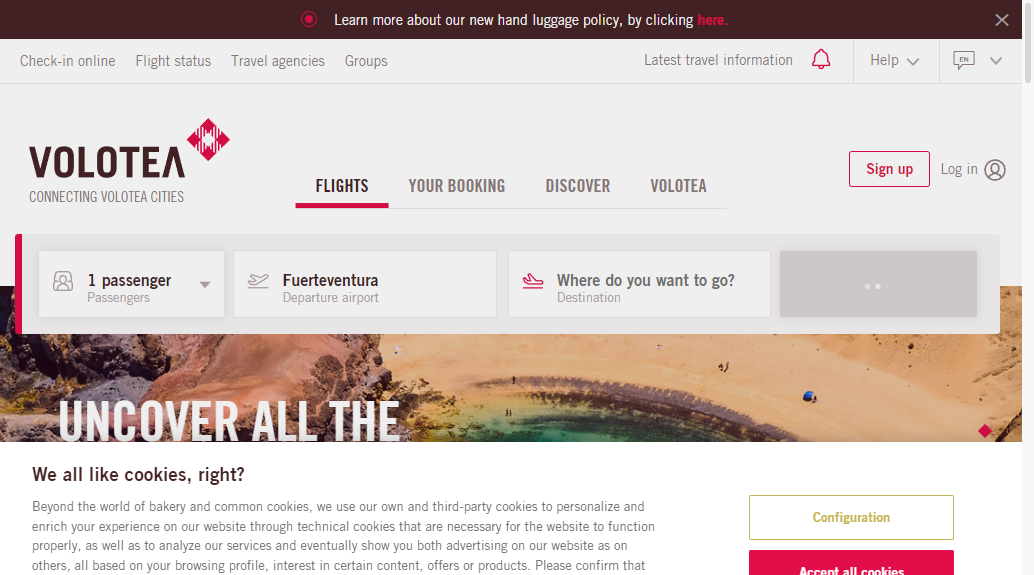 Learn more about our new hand luggage policy, by clicking here.
Check-in online
Flight status
Travel agencies
Groups
Latest travel information
Help
EN
VOLOTEA
CONNECTING VOLOTEA CITIES
FLIGHTS
YOUR BOOKING
DISCOVER
VOLOTEA
Sign up
Log in
1 passenger
Passengers
Fuerteventura
Departure airport
Where do you want to go?
Destination
UNCOVER ALL THE
We all like cookies, right?
Beyond the world of bakery and common cookies, we use our own and third-party cookies to personalize and
enrich your experience on our website through technical cookies that are necessary for the website to function
properly, as well as to analyze our services and eventually show you both advertising on our website as on
others, all based on your browsing profile, interest in certain content, offers or products. Please confirm that
Configuration
Accept all cookies